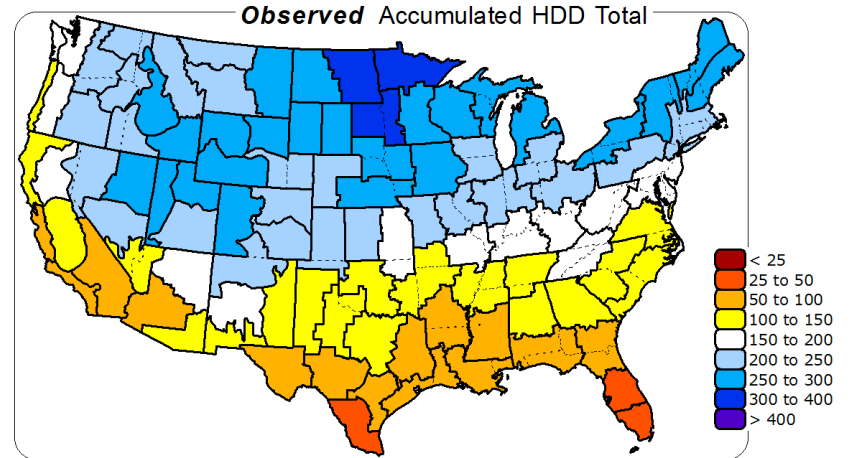 Observed Accumulated HDD Total
< 25
25 to 50
50 to 100
100 to 150
150 to 200
200 to 250
250 to 300
300 to 400
> 400